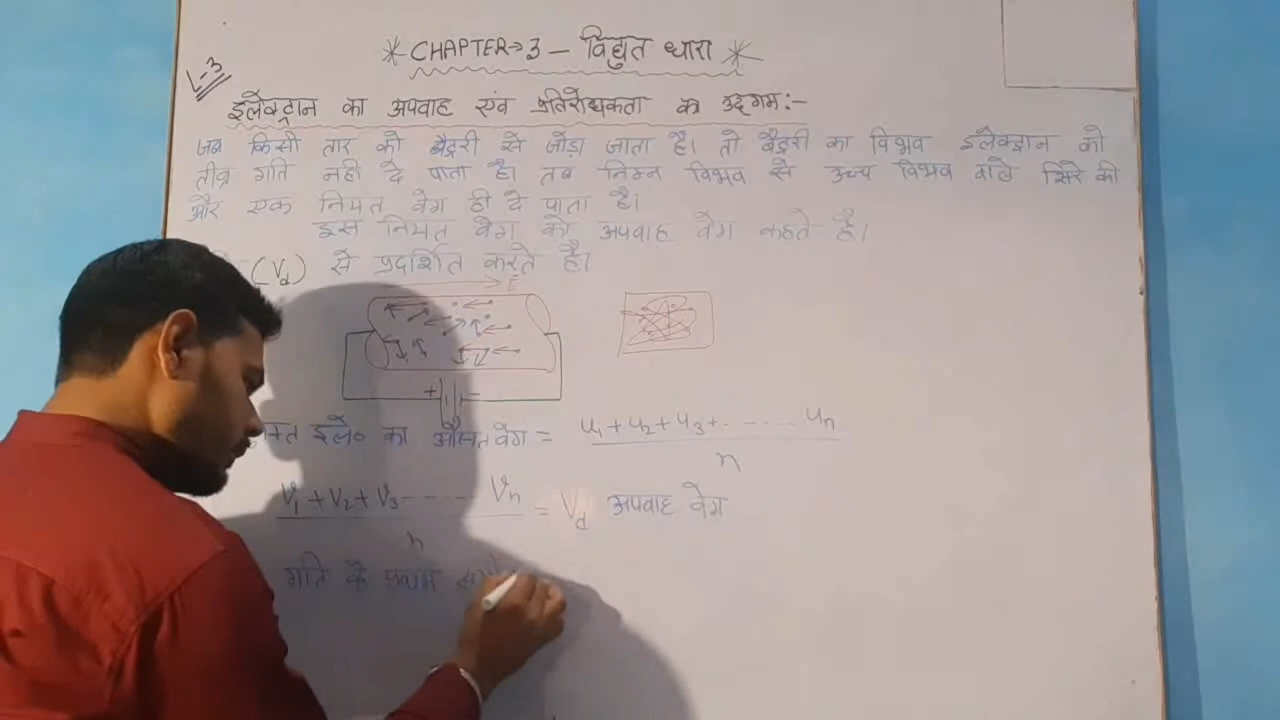 * CHAPTER→3 – विद्युत धारा *
L-3
इलेक्ट्रान का अपवाह एंव प्रतिरोधकता का उद्गम:-
जब किसी तार को बैट्री से जोड़ा जाता है। तो बैट्री का विभव इलेक्ट्रान को
तीव्र गति नही दे पाता है। तब निम्न विभव से उच्च विभव वाले सिरे की
और एक नियत वेग ही दे पाता है।
इस नियत वेग को अपवाह वेग कहते है।
(Vd) से प्रदर्शित करते है।
E
+ -
इले० का औसत वेग = u1 + u2 + u3 + ....... un
n
V1 + V2 + V3 ------- Vn = Vd अपवाह वेग
n
गति के प्रथम